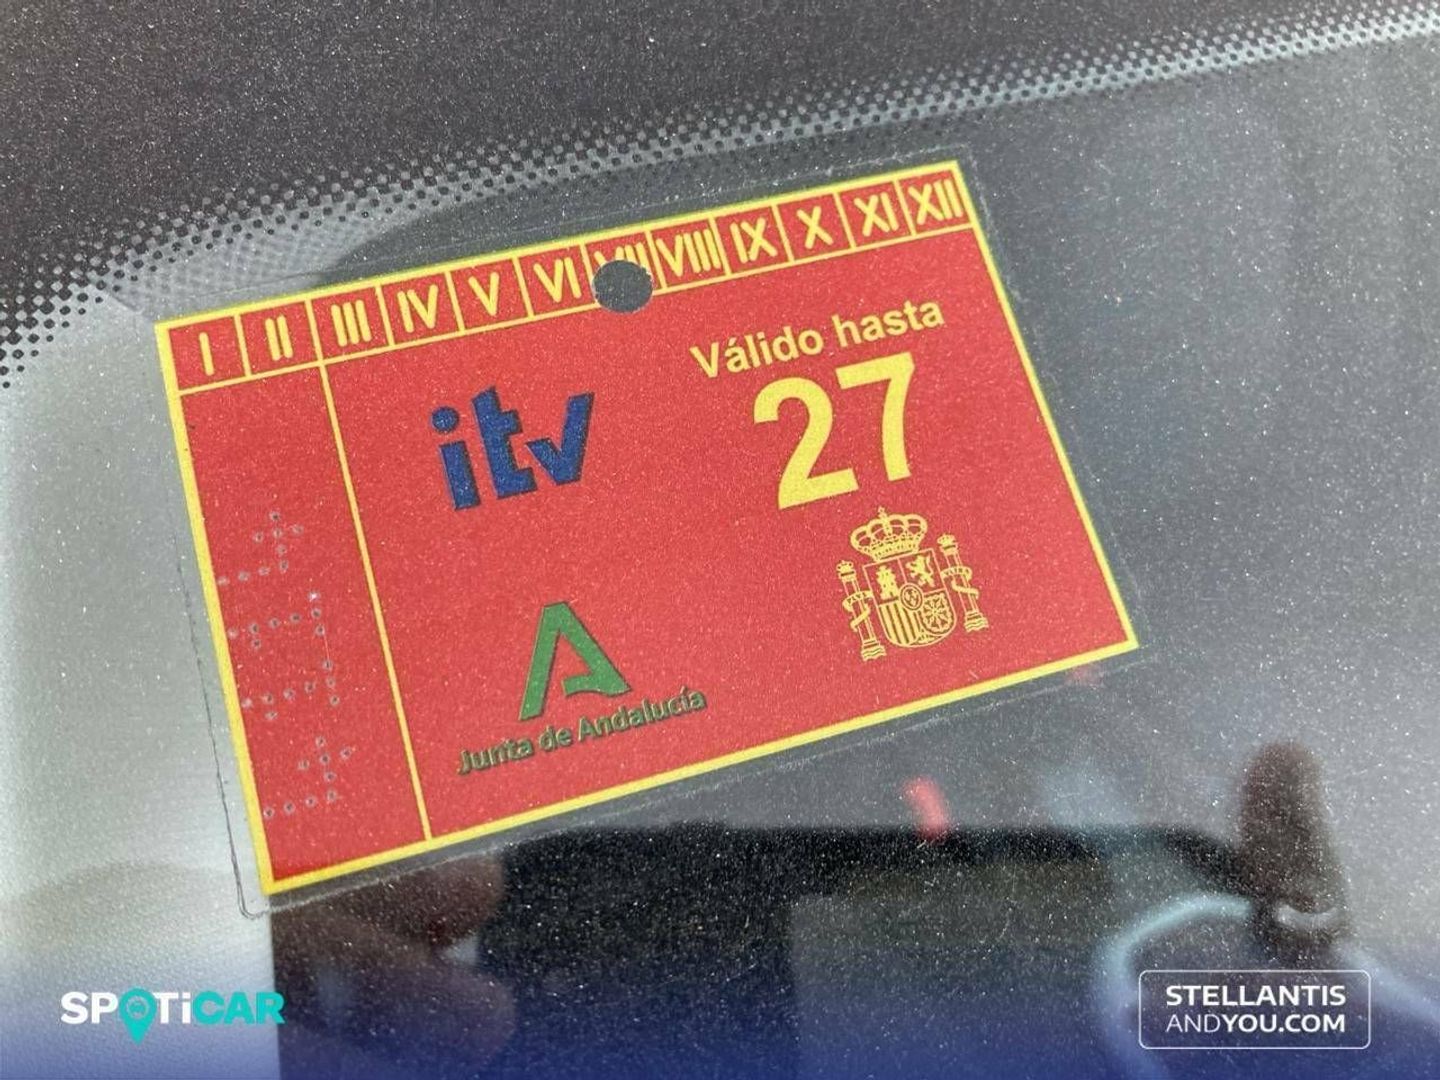 I II III IV V VI VII VIII IX X XI XII
Válido hasta
27
itv
Junta de Andalucía
SPOTiCAR
STELLANTIS
ANDYOU.COM